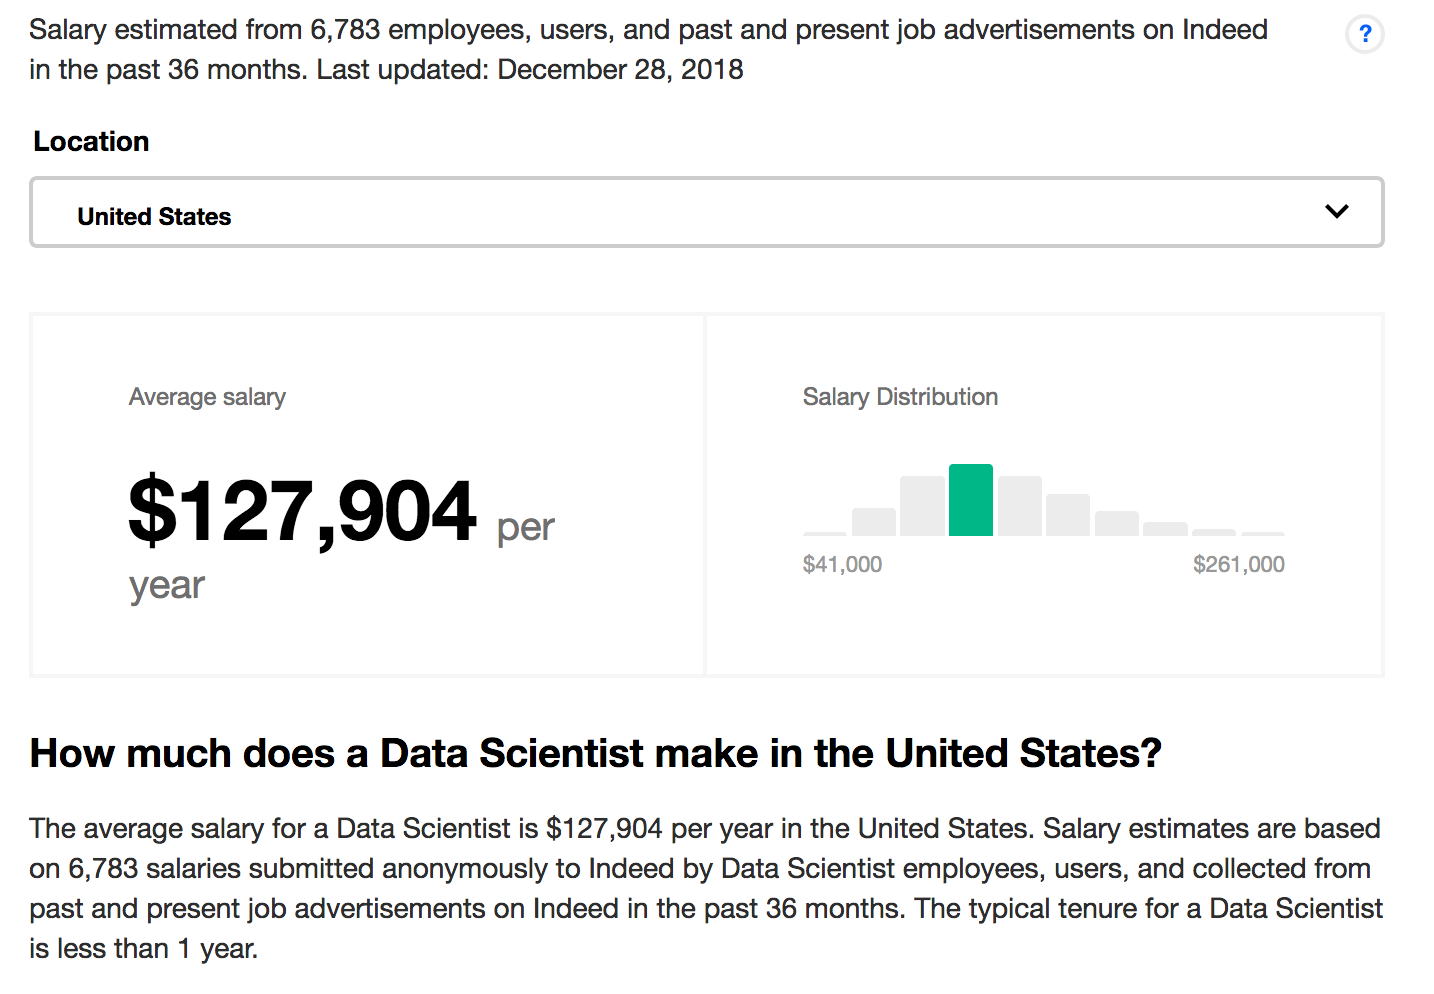 Salary estimated from 6,783 employees, users, and past and present job advertisements on Indeed
in the past 36 months. Last updated: December 28, 2018
?
Location
United States
Average salary
$127,904 per
year
Salary Distribution
$41,000
$261,000
How much does a Data Scientist make in the United States?
The average salary for a Data Scientist is $127,904 per year in the United States. Salary estimates are based
on 6,783 salaries submitted anonymously to Indeed by Data Scientist employees, users, and collected from
past and present job advertisements on Indeed in the past 36 months. The typical tenure for a Data Scientist
is less than 1 year.